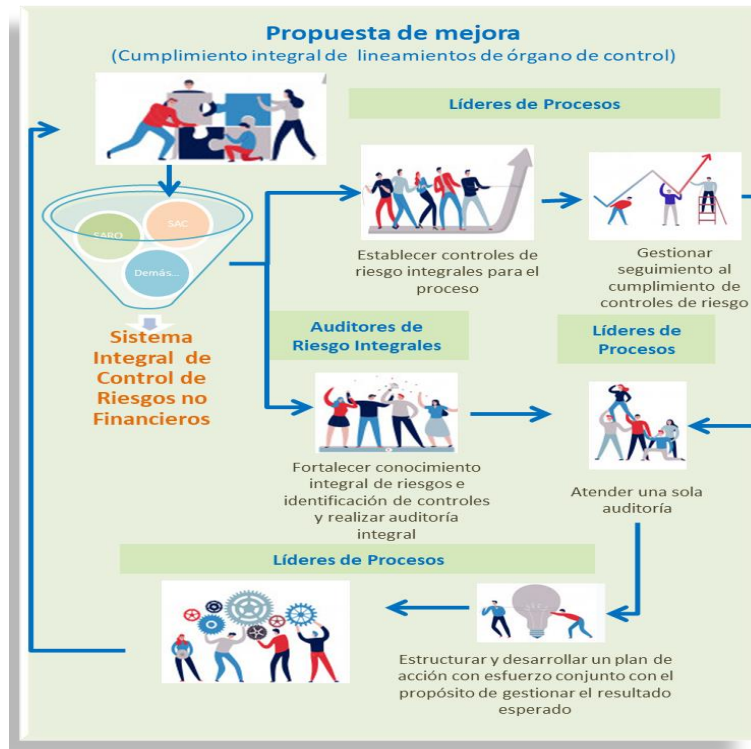 Propuesta de mejora
(Cumplimiento integral de lineamientos de órgano de control)
Líderes de Procesos
SARO
SAC
Demás...
Establecer controles de
riesgo integrales para el
proceso
Gestionar
seguimiento al
cumplimiento de
controles de riesgo
Sistema
Integral de
Control de
Riesgos no
Financieros
Auditores de
Riesgo Integrales
Líderes de
Procesos
Fortalecer conocimiento
integral de riesgos e
identificación de controles
y realizar auditoría
integral
Atender una sola
auditoría
Líderes de Procesos
Estructurar y desarrollar un plan de
acción con esfuerzo conjunto con el
propósito de gestionar el resultado
esperado